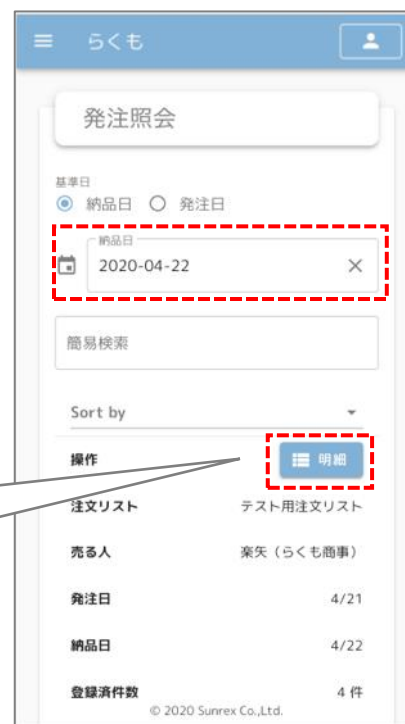 らくも
発注照会
基準日
納品日 発注日
納品日
2020-04-22
簡易検索
Sort by
操作 明細
注文リスト テスト用注文リスト
売る人 楽矢（らくも商事）
発注日 4/21
納品日 4/22
登録済件数 4 件
© 2020 Sunrex Co.,Ltd.